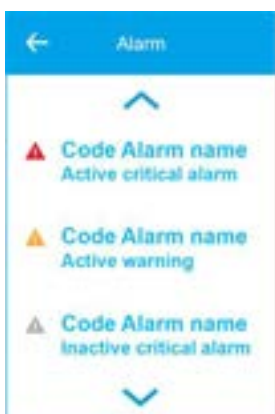 Alarm
Code Alarm name
Active critical alarm
Code Alarm name
Active warning
Code Alarm name
Inactive critical alarm